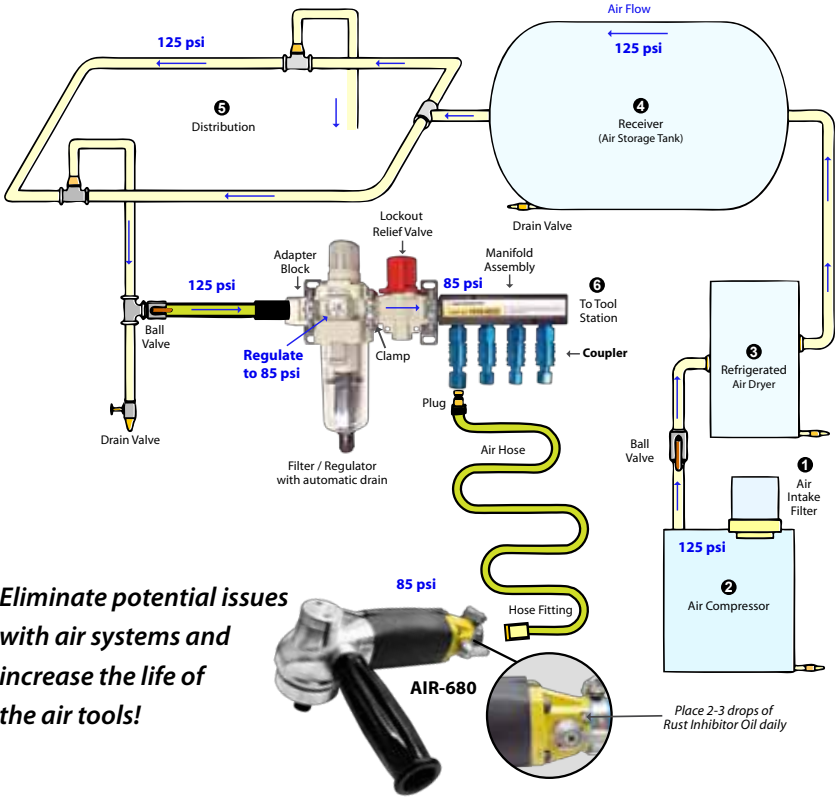 Air Flow
125 psi
125 psi
❺
Distribution
❹
Receiver
(Air Storage Tank)
Drain Valve
Lockout
Relief Valve
Adapter
Block
125 psi
85 psi
Manifold
Assembly
❻
To Tool
Station
Ball
Valve
Regulate
to 85 psi
Clamp
← Coupler
❸
Refrigerated
Air Dryer
Plug
Drain Valve
Air Hose
Ball
Valve
Filter / Regulator
with automatic drain
❶
Air
Intake
Filter
125 psi
❷
Air Compressor
85 psi
Hose Fitting
Eliminate potential issues
with air systems and
increase the life of
the air tools!
AIR-680
Place 2-3 drops of
Rust Inhibitor Oil daily